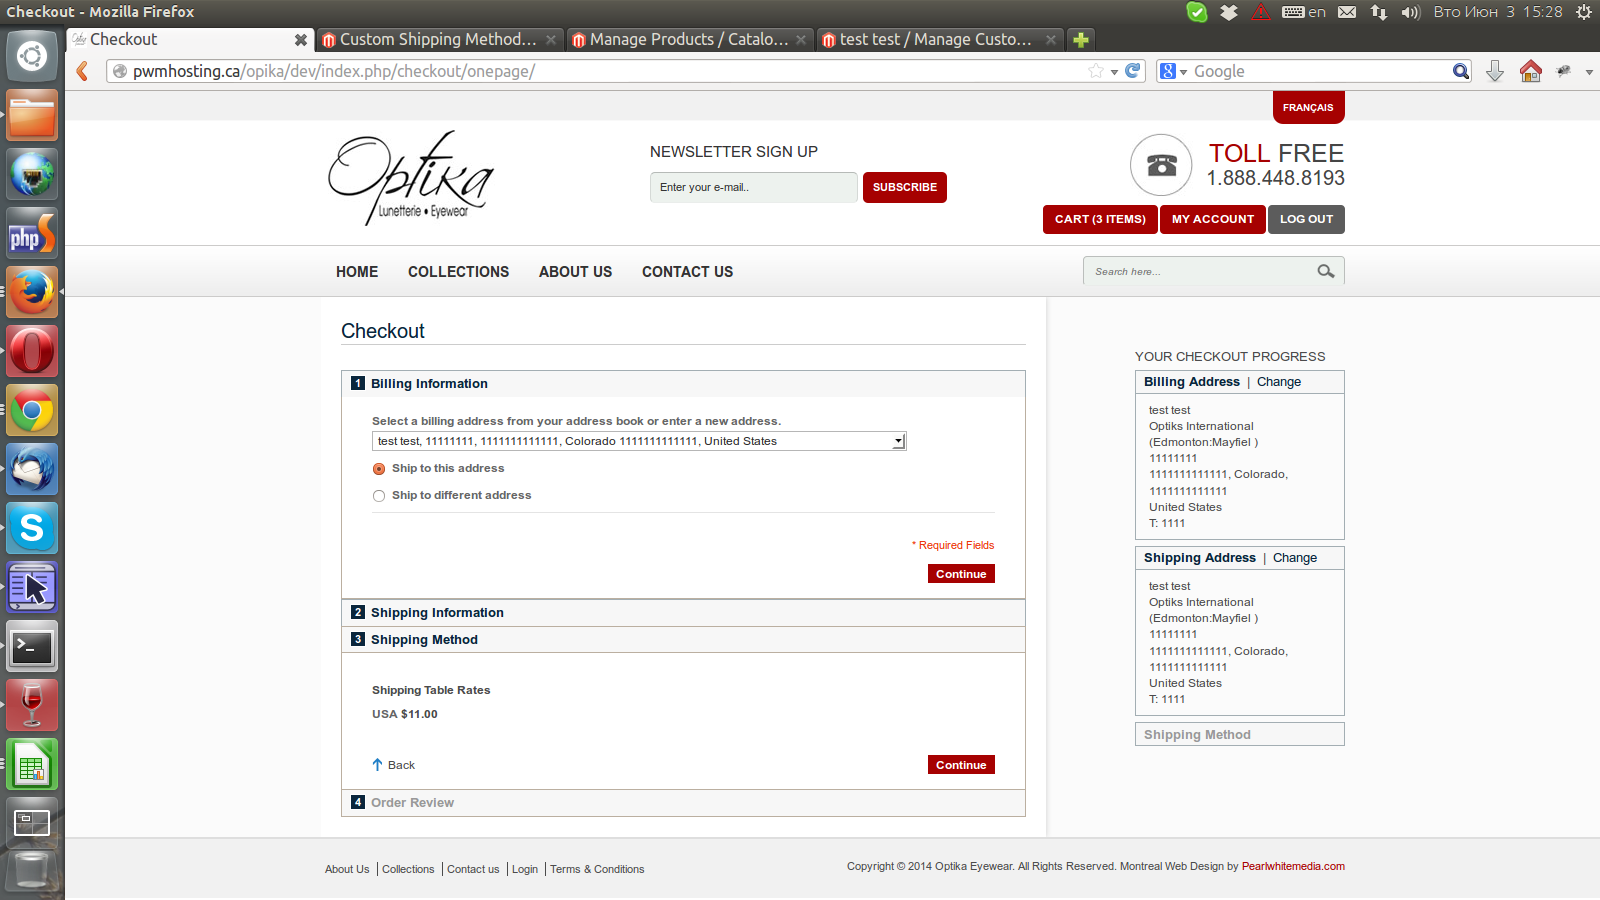 Checkout - Mozilla Firefox
en
Вто Июн 3 15:28
Checkout
Custom Shipping Method...
Manage Products / Catalo...
test test / Manage Custo...
pwmhosting.ca/opika/dev/index.php/checkout/onepage/
8
Google
FRANÇAIS
Optika
Lunetterie • Eyewear
NEWSLETTER SIGN UP
Enter your e-mail..
SUBSCRIBE
TOLL FREE
1.888.448.8193
CART (3 ITEMS)
MY ACCOUNT
LOG OUT
HOME
COLLECTIONS
ABOUT US
CONTACT US
Search here...
Checkout
1 Billing Information
Select a billing address from your address book or enter a new address.
test test, 11111111, 1111111111111, Colorado 1111111111111, United States
Ship to this address
Ship to different address
* Required Fields
Continue
2 Shipping Information
3 Shipping Method
Shipping Table Rates
USA $11.00
Back
Continue
4 Order Review
YOUR CHECKOUT PROGRESS
Billing Address | Change
test test
Optiks International
(Edmonton:Mayfiel )
11111111
1111111111111, Colorado,
1111111111111
United States
T: 1111
Shipping Address | Change
test test
Optiks International
(Edmonton:Mayfiel )
11111111
1111111111111, Colorado,
1111111111111
United States
T: 1111
Shipping Method
php
S
>_
About Us
Collections
Contact us
Login
Terms & Conditions
Copyright © 2014 Optika Eyewear. All Rights Reserved. Montreal Web Design by Pearlwhitemedia.com